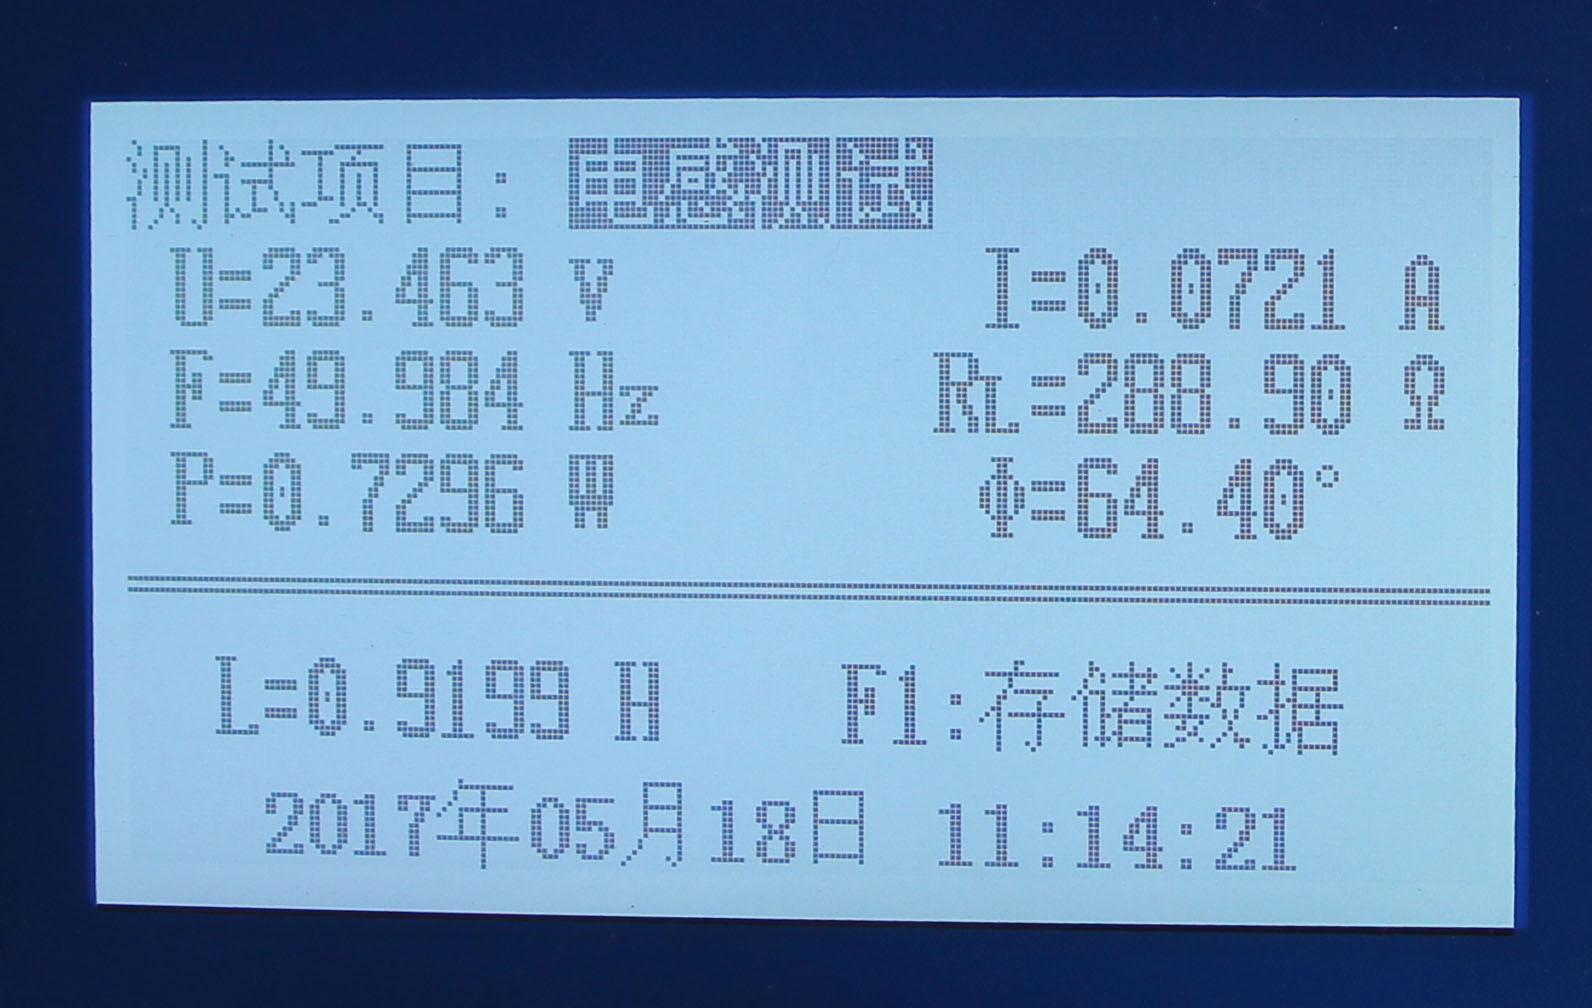 测试项目: 电感测试
U=23.463 V I=0.0721 A
F=49.984 Hz RL=288.90 Ω
P=0.7296 W Φ=64.40°
L=0.9199 H F1:存储数据
2017年05月18日 11:14:21